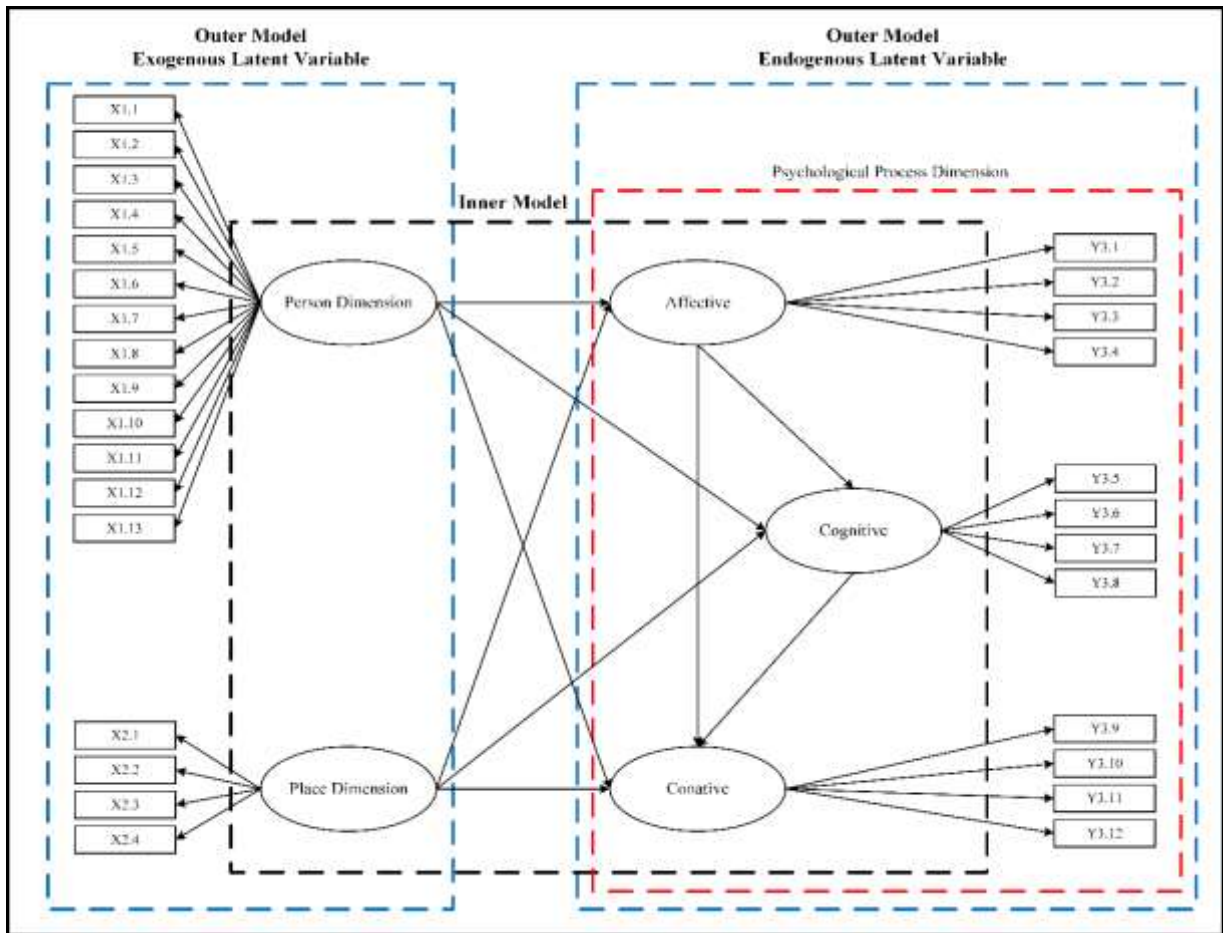 Outer Model
Exogenous Latent Variable
Outer Model
Endogenous Latent Variable
X1.1
X1.2
X1.3
X1.4
X1.5
X1.6
X1.7
X1.8
X1.9
X1.10
X1.11
X1.12
X1.13
Inner Model
Psychological Process Dimension
Person Dimension
Affective
Y3.1
Y3.2
Y3.3
Y3.4
Cognitive
Y3.5
Y3.6
Y3.7
Y3.8
X2.1
X2.2
X2.3
X2.4
Place Dimension
Conative
Y3.9
Y3.10
Y3.11
Y3.12